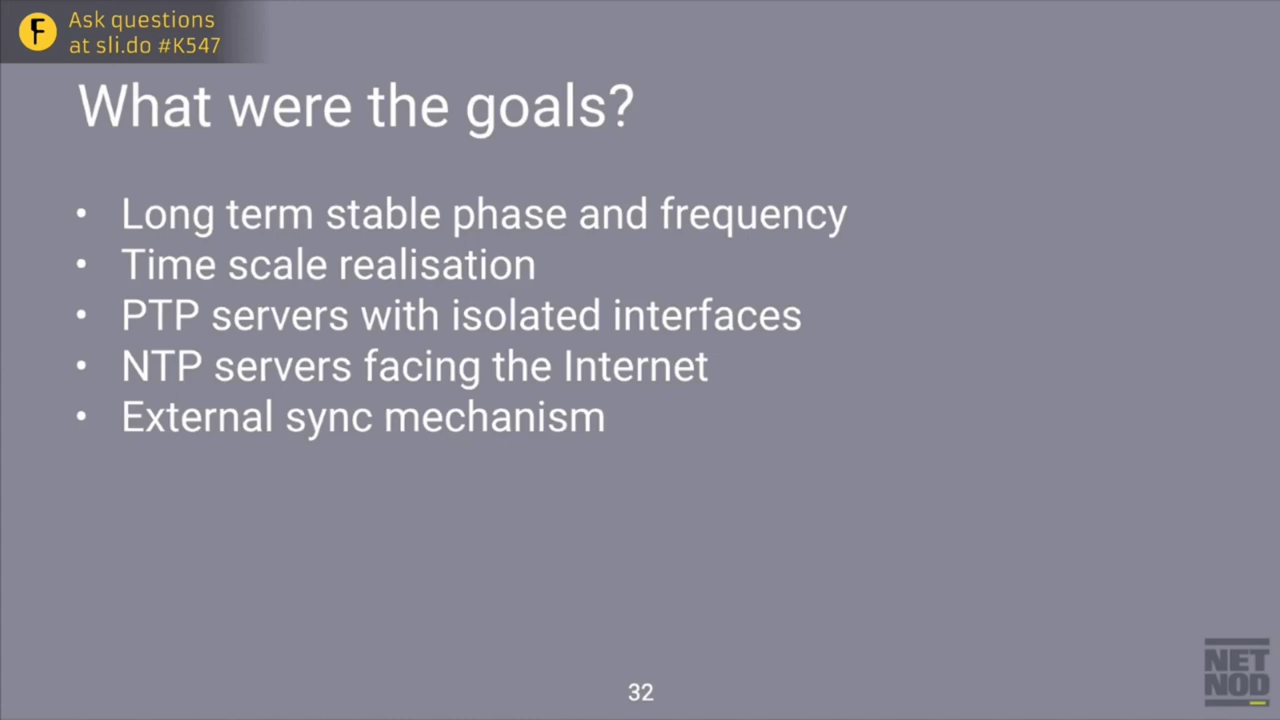 F
Ask questions
at sli.do #K547
What were the goals?
• Long term stable phase and frequency
• Time scale realisation
• PTP servers with isolated interfaces
• NTP servers facing the Internet
• External sync mechanism
32
NET
NOD